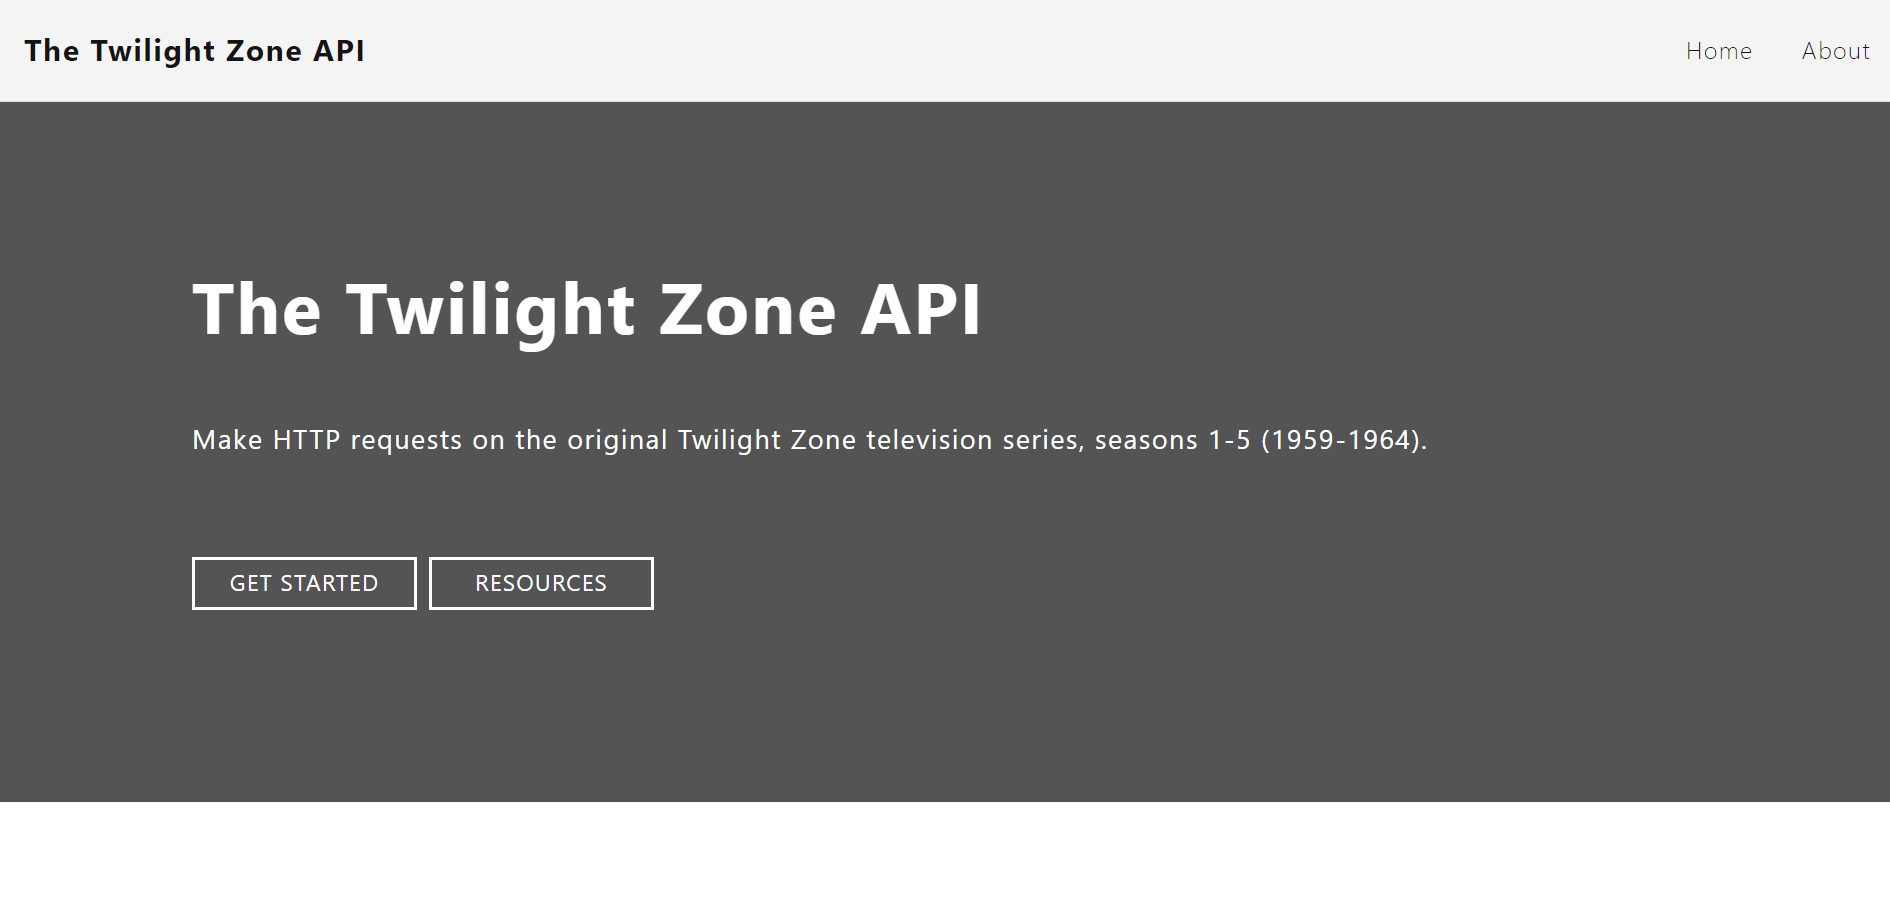 The Twilight Zone API
Home
About
The Twilight Zone API
Make HTTP requests on the original Twilight Zone television series, seasons 1-5 (1959-1964).
GET STARTED
RESOURCES